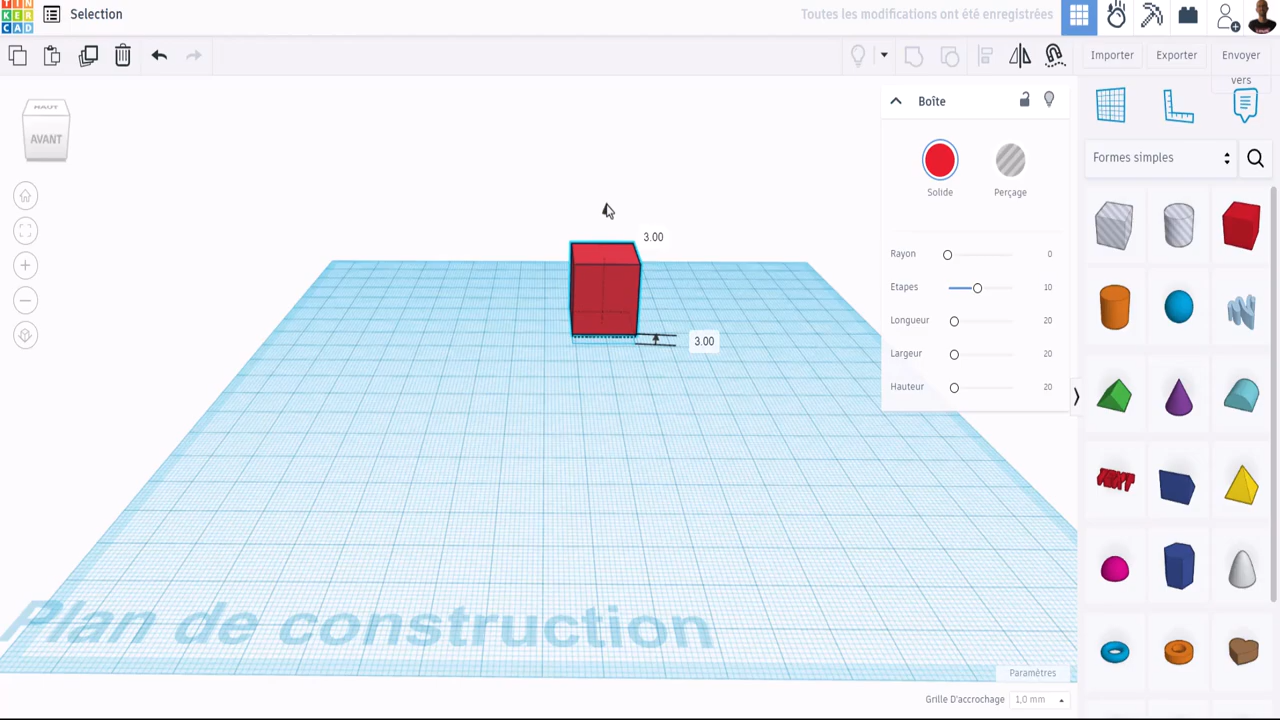 TIN
KER
CAD
Selection
Toutes les modifications ont été enregistrées
Importer
Exporter
Envoyer
vers
HAUT
AVANT
Boîte
Solide
Perçage
Rayon 0
Etapes 10
Longueur 20
Largeur 20
Hauteur 20
Formes simples
3.00
3.00
TEXT
Plan de construction
Paramètres
Grille D'accrochage 1,0 mm